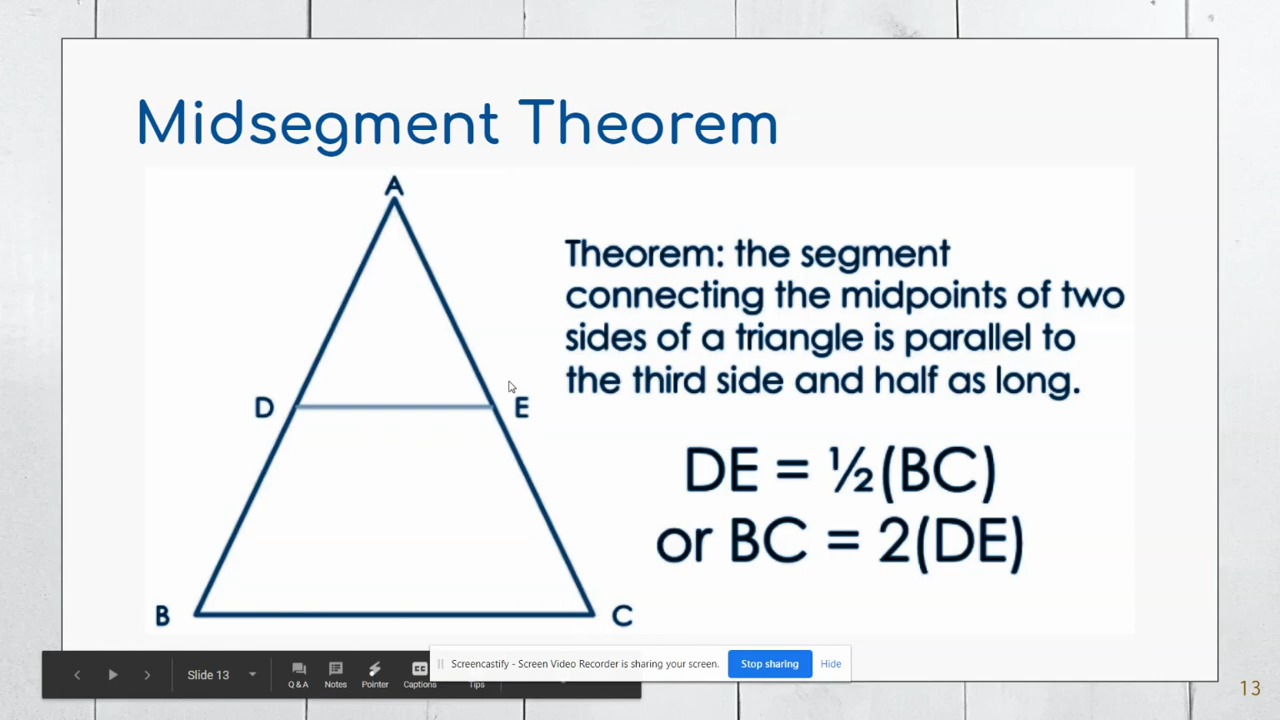 Midsegment Theorem
A
Theorem: the segment
connecting the midpoints of two
sides of a triangle is parallel to
the third side and half as long.
D
E
DE = ½(BC)
or BC = 2(DE)
B
C
Screencastify - Screen Video Recorder is sharing your screen.
Stop sharing
Hide
Slide 13
Q & A
Notes
Pointer
Captions
Tips
13